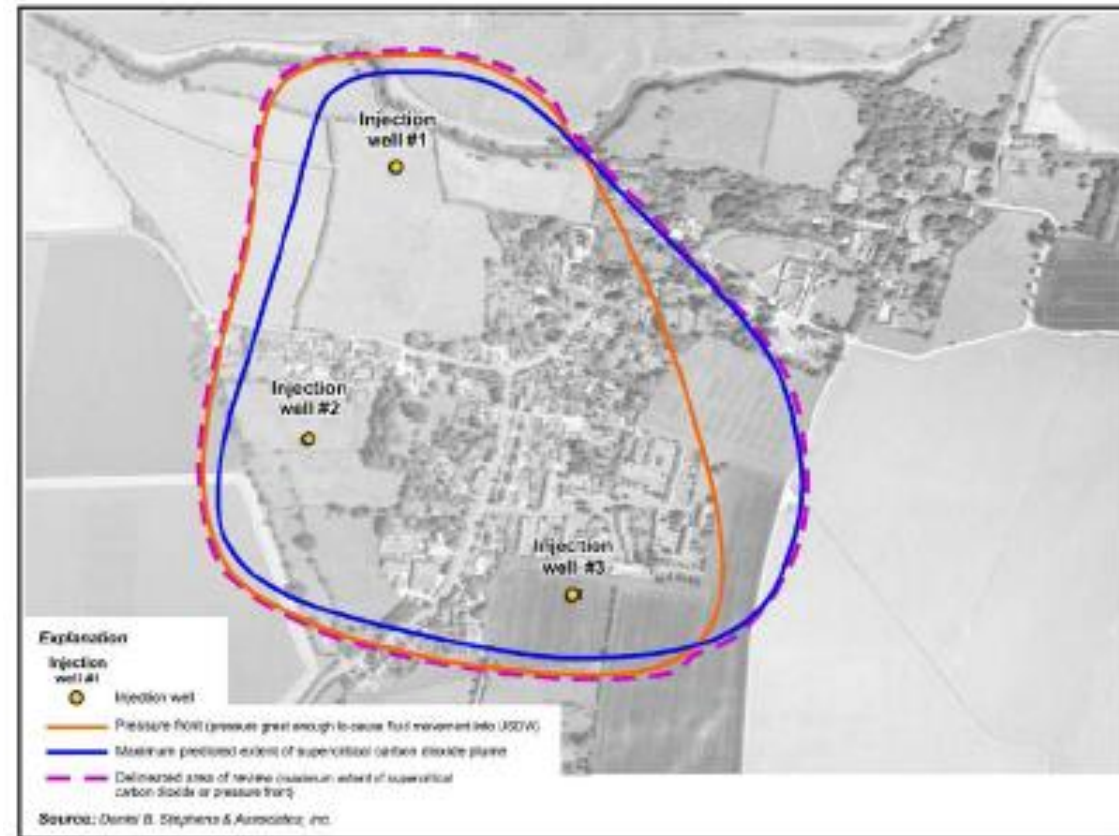 Injection
well #1
Injection
well #2
Injection
well #3
Explanation
Injection
well #1
Injection well
Pressure front (pressure great enough to cause fluid movement into USDW)
Maximum predicted extent of supercritical carbon dioxide plume
Delineated area of review (maximum extent of supercritical
carbon dioxide or pressure front)
Source: Daniel B. Stephens & Associates, Inc.